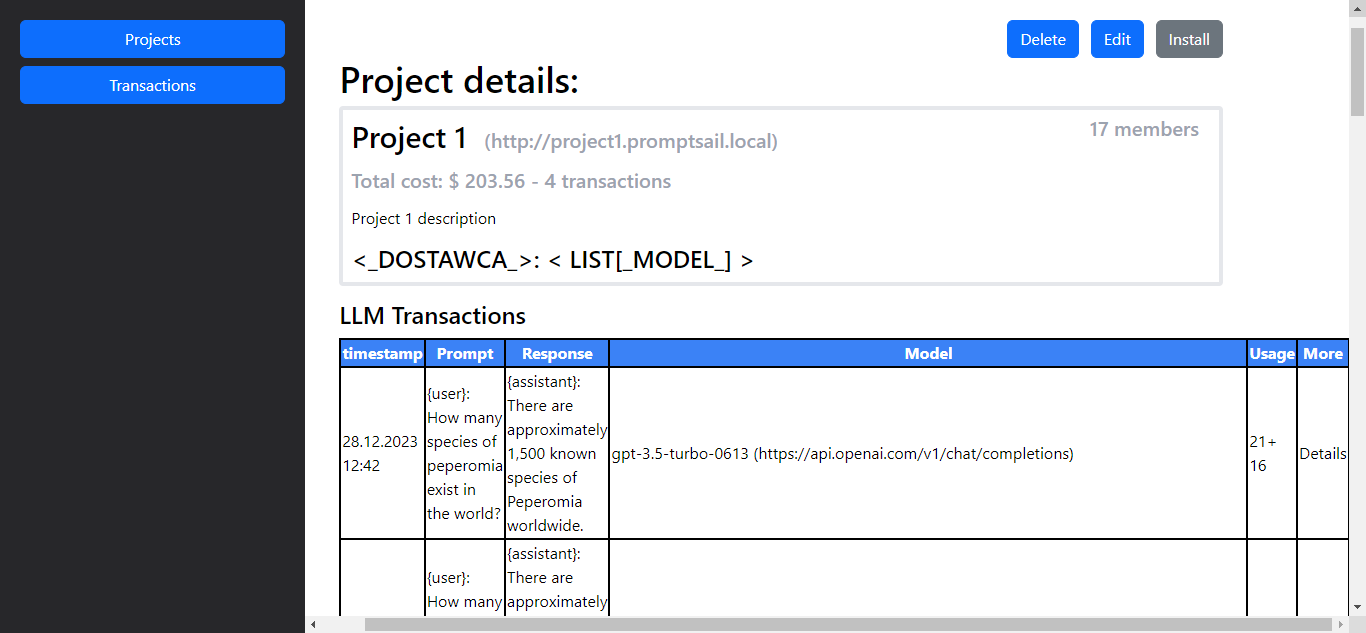 Projects
Transactions
Delete Edit Install
Project details:
Project 1 (http://project1.promptsail.local) 17 members
Total cost: $ 203.56 - 4 transactions
Project 1 description
<_DOSTAWCA_>: < LIST[_MODEL_] >
LLM Transactions
timestamp Prompt Response Model Usage More
28.12.2023
12:42
{user}:
How many
species of
peperomia
exist in
the world?
{assistant}:
There are
approximately
1,500 known
species of
Peperomia
worldwide.
gpt-3.5-turbo-0613 (https://api.openai.com/v1/chat/completions)
21+
16
Details
{user}:
How many
{assistant}:
There are
approximately